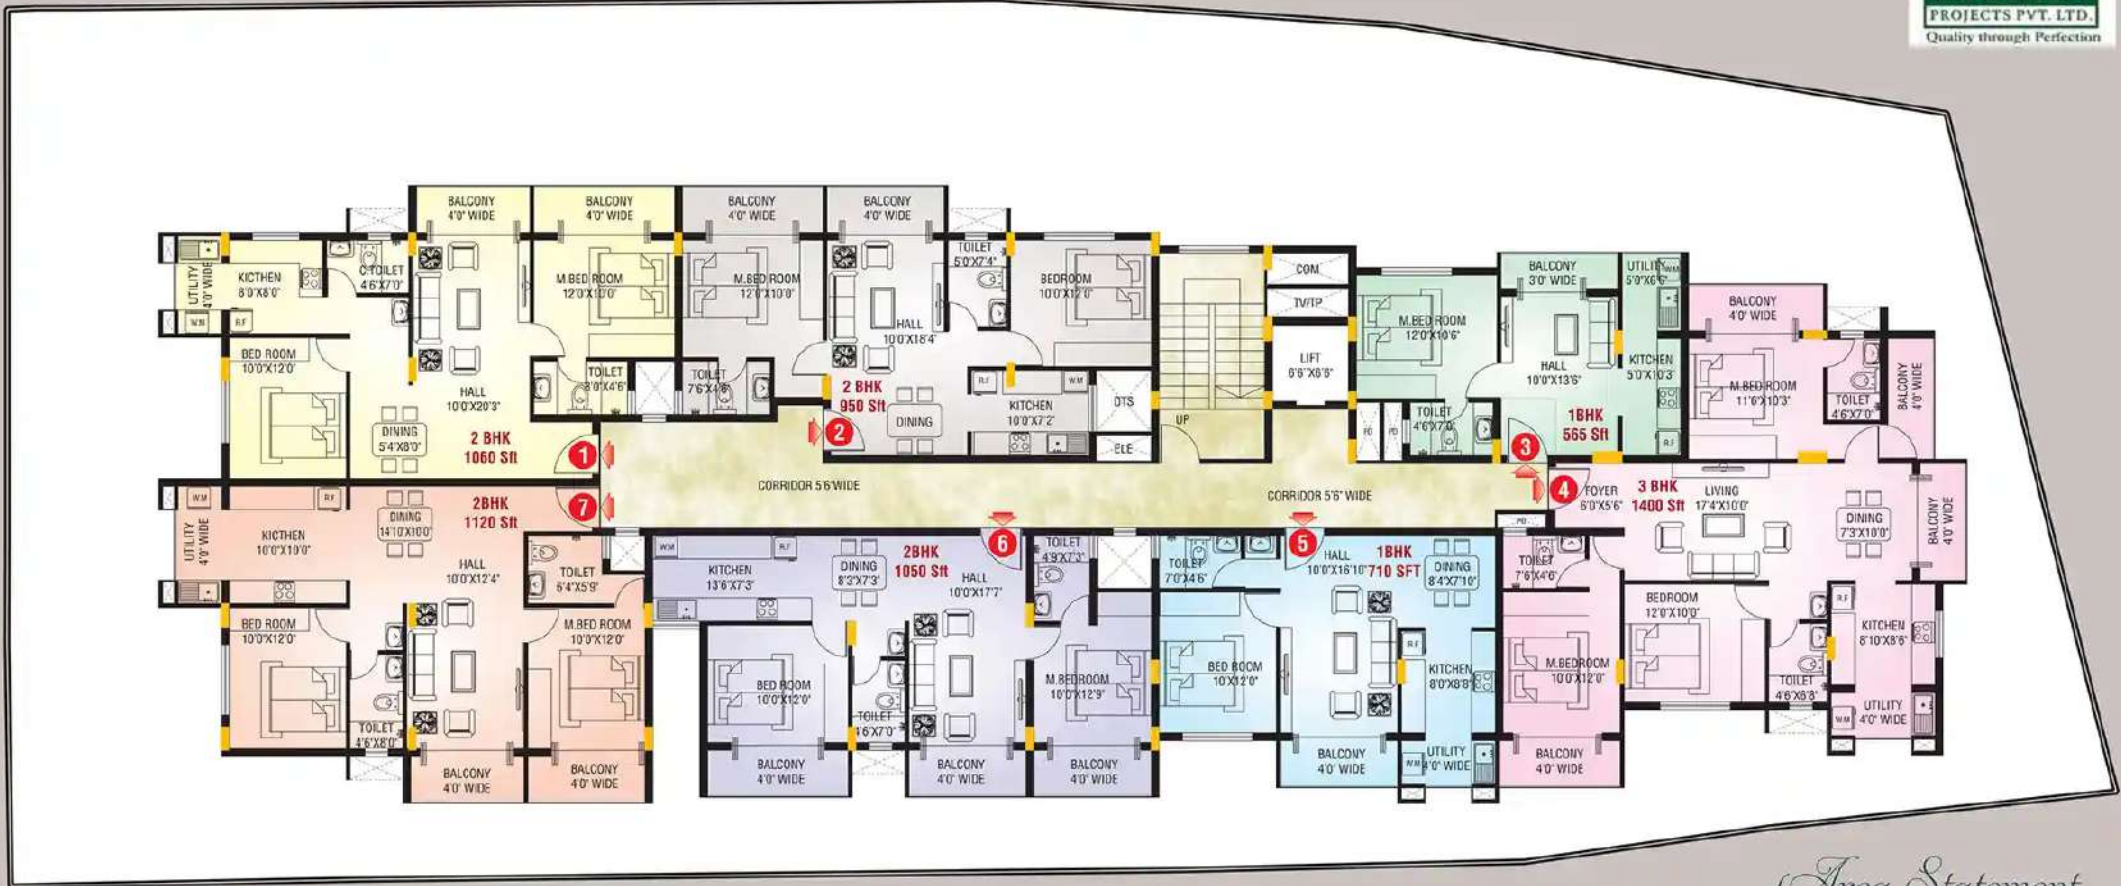 PROJECTS PVT. LTD.
Quality through Perfection
BALCONY
4'0" WIDE
BALCONY
4'0" WIDE
BALCONY
4'0" WIDE
BALCONY
4'0" WIDE
UTILITY
4'0' WIDE
KICTHEN
8'0"X8'0"
W.M
R.F
C.TOILET
4'6"X7'0"
M.BED ROOM
12'0"X10'0"
M.BED ROOM
12'0"X10'0"
HALL
10'0"X18'4"
TOILET
5'0"X7'4"
BEDROOM
10'0"X12'0"
BED ROOM
10'0"X12'0"
HALL
10'0"X20'3"
DINING
5'4"X8'0"
2 BHK
1060 Sft
TOILET
8'0"X4'6"
TOILET
7'6"X4'6"
2 BHK
950 Sft
DINING
R.F
W.M
KITCHEN
10'0"X7'2"
DTS
ELE
UP
COM
TV/TP
LIFT
6'6"X6'6"
M.BED ROOM
12'0"X10'6"
BALCONY
3'0" WIDE
UTILITY
5'0"X6'6"
W.M
HALL
10'0"X13'6"
KITCHEN
5'0"X10'3"
1BHK
565 Sft
TOILET
4'6"X7'0"
FD
FD
R.F
BALCONY
4'0" WIDE
M.BED ROOM
11'6"X10'3"
TOILET
4'6"X7'0"
BALCONY
4'0" WIDE
1
2
3
4
5
6
7
CORRIDOR 5'6"WIDE
CORRIDOR 5'6" WIDE
FOYER
6'0"X5'6"
3 BHK
1400 Sft
LIVING
17'4"X10'0"
DINING
7'3"X10'0"
BALCONY
4'0" WIDE
W.M
R.F
UTILITY
4'0" WIDE
KICTHEN
10'0"X10'0"
DINING
14'10"X10'0"
2BHK
1120 Sft
HALL
10'0"X12'4"
TOILET
6'4"X5'9"
BED ROOM
10'0"X12'0"
M.BED ROOM
10'0"X12'0"
TOILET
4'6"X8'0"
BALCONY
4'0" WIDE
BALCONY
4'0" WIDE
W.M
R.F
KITCHEN
13'6"X7'3"
DINING
8'3"X7'3"
2BHK
1050 Sft
HALL
10'0"X17'7"
TOILET
4'9"X7'3"
BED ROOM
10'0"X12'0"
TOILET
4'6"X7'0"
M.BEDROOM
10'0"X12'9"
BALCONY
4'0" WIDE
BALCONY
4'0" WIDE
BALCONY
4'0" WIDE
TOILET
7'0"X4'6"
HALL
10'0"X16'10"
1BHK
710 SFT
DINING
8'4"X7'10"
BED ROOM
10'X12'0"
R.F
KITCHEN
8'0"X8'8"
BALCONY
4'0" WIDE
UTILITY
4'0" WIDE
W.M
TOILET
7'6"X4'6"
M.BEDROOM
10'0"X12'0"
BALCONY
4'0" WIDE
BEDROOM
12'0"X10'0"
TOILET
4'6"X6'8"
R.F
KITCHEN
8'10"X8'6"
UTILITY
4'0" WIDE
W.M
Area Statement